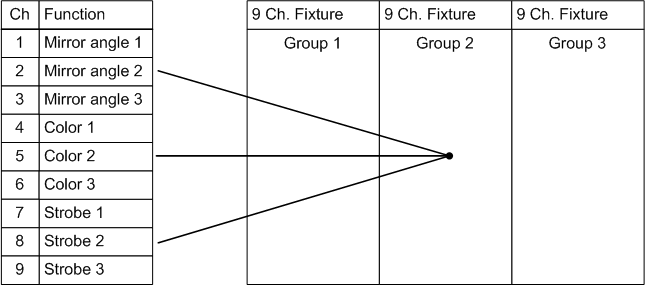 Ch Function
1 Mirror angle 1
2 Mirror angle 2
3 Mirror angle 3
4 Color 1
5 Color 2
6 Color 3
7 Strobe 1
8 Strobe 2
9 Strobe 3
9 Ch. Fixture 9 Ch. Fixture 9 Ch. Fixture
Group 1 Group 2 Group 3